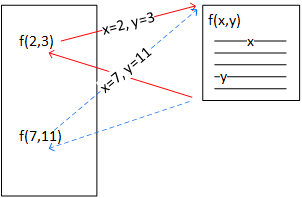 f(2,3)
x=2, y=3
x=7, y=11
f(7,11)
f(x,y)
x
y